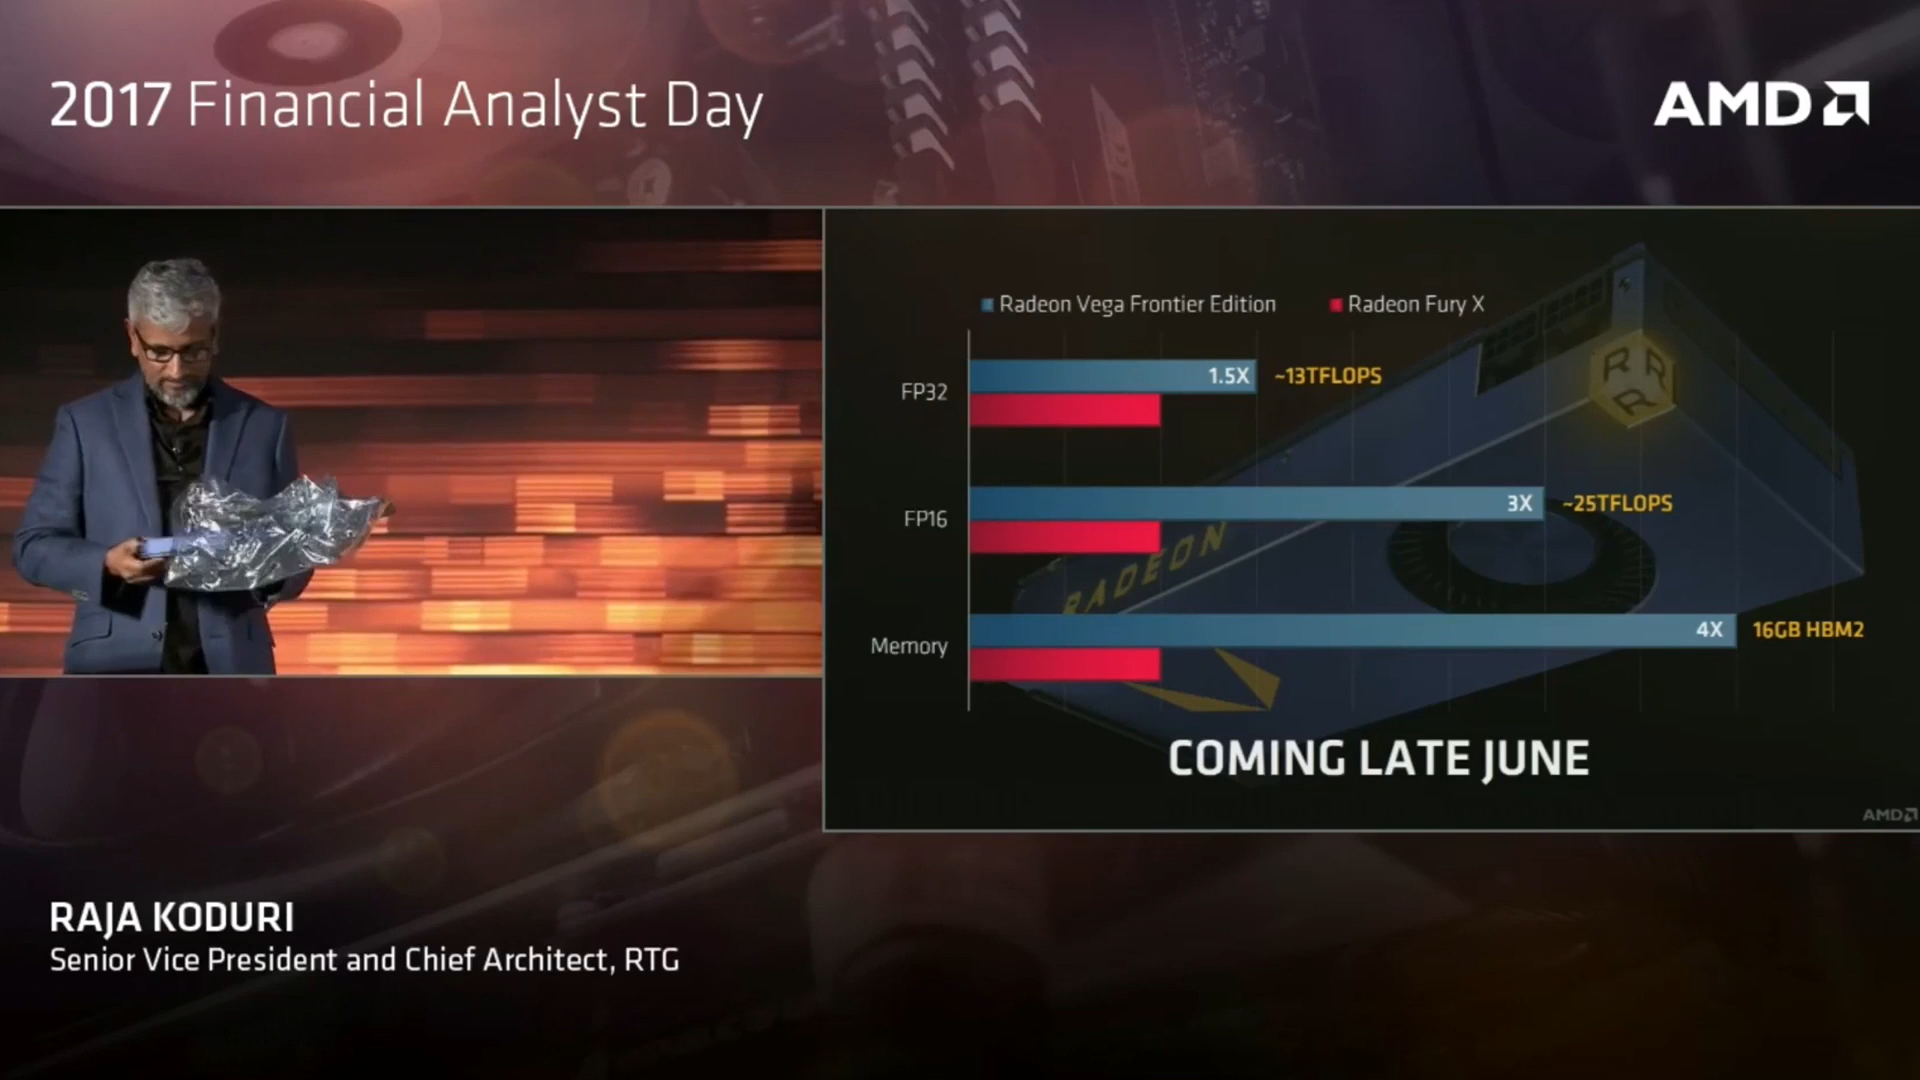 2017 Financial Analyst Day
AMD
Radeon Vega Frontier Edition
Radeon Fury X
FP32
1.5X
~13TFLOPS
FP16
3X
~25TFLOPS
RADEON
Memory
4X
16GB HBM2
R R
R
COMING LATE JUNE
AMD
RAJA KODURI
Senior Vice President and Chief Architect, RTG